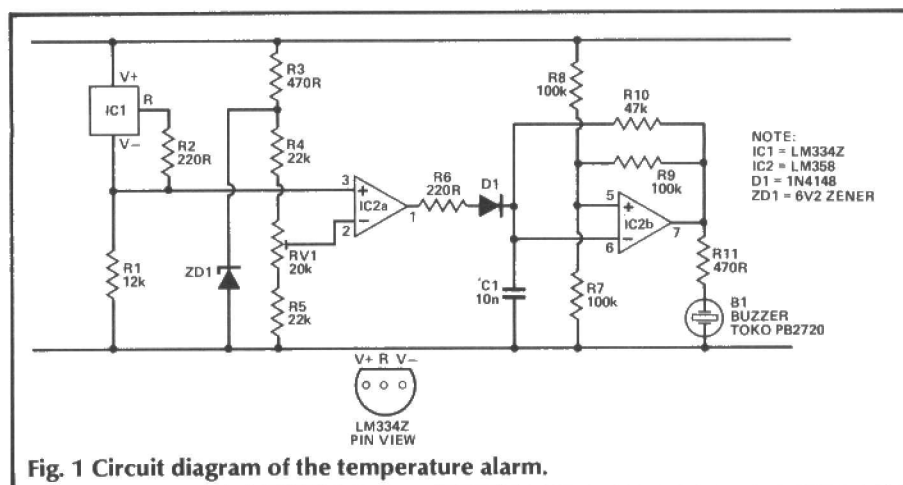 V+
IC1
R
V–
R2
220R
R1
12k
R3
470R
R4
22k
RV1
20k
R5
22k
ZD1
3
+
IC2a
1
2
–
R6
220R
D1
C1
10n
R8
100k
R7
100k
R10
47k
R9
100k
5
+
IC2b
7
6
–
R11
470R
B1
BUZZER
TOKO PB2720
NOTE:
IC1 = LM334Z
IC2 = LM358
D1 = 1N4148
ZD1 = 6V2 ZENER
V+ R V–
LM334Z
PIN VIEW
Fig. 1 Circuit diagram of the temperature alarm.